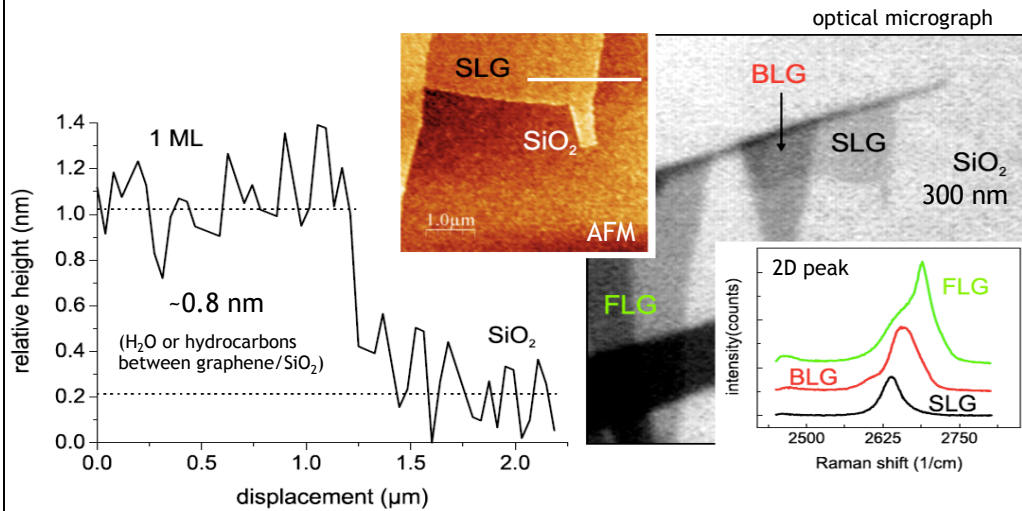 optical micrograph
SLG
SiO₂
1.0μm
AFM
BLG
SLG
SiO₂
300 nm
FLG
1.4
1.2
1.0
0.8
0.6
0.4
0.2
0.0
relative height (nm)
1 ML
~0.8 nm
(H₂O or hydrocarbons
between graphene/SiO₂)
SiO₂
0.0 0.5 1.0 1.5 2.0
displacement (μm)
2D peak
FLG
BLG
SLG
intensity(counts)
2500 2625 2750
Raman shift (1/cm)